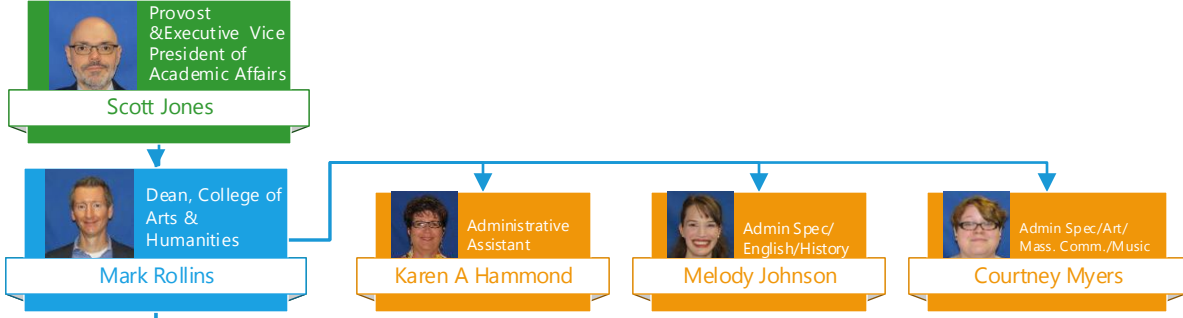 Provost
&Executive Vice
President of
Academic Affairs
Scott Jones
Dean, College of
Arts &
Humanities
Mark Rollins
Administrative
Assistant
Karen A Hammond
Admin Spec/
English/History
Melody Johnson
Admin Spec/Art/
Mass. Comm./Music
Courtney Myers